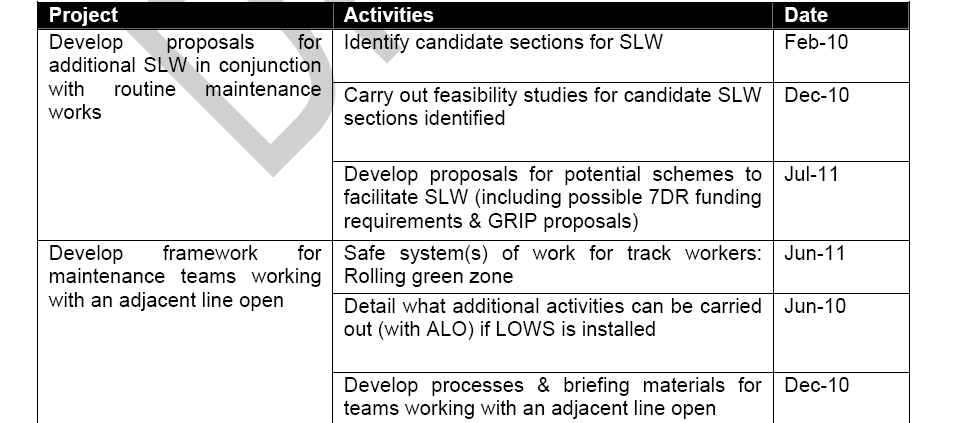 Project Activities Date
Develop proposals for
additional SLW in conjunction
with routine maintenance
works
Identify candidate sections for SLW
Feb-10
Carry out feasibility studies for candidate SLW
sections identified
Dec-10
Develop proposals for potential schemes to
facilitate SLW (including possible 7DR funding
requirements & GRIP proposals)
Jul-11
Develop framework for
maintenance teams working
with an adjacent line open
Safe system(s) of work for track workers:
Rolling green zone
Jun-11
Detail what additional activities can be carried
out (with ALO) if LOWS is installed
Jun-10
Develop processes & briefing materials for
teams working with an adjacent line open
Dec-10